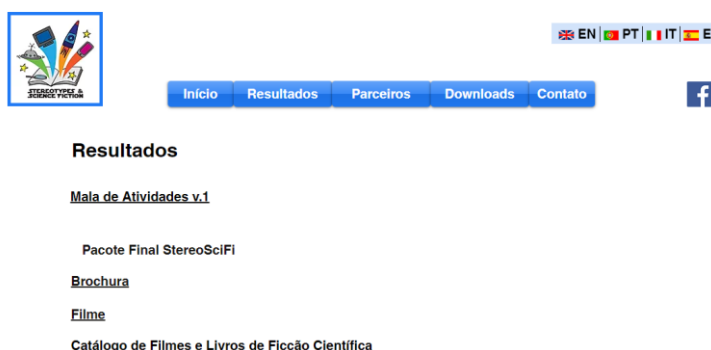 EN PT IT E
STEREOTYPES &
SCIENCE FICTION
Início Resultados Parceiros Downloads Contato
f
Resultados
Mala de Atividades v.1
Pacote Final StereoSciFi
Brochura
Filme
Catálogo de Filmes e Livros de Ficção Científica